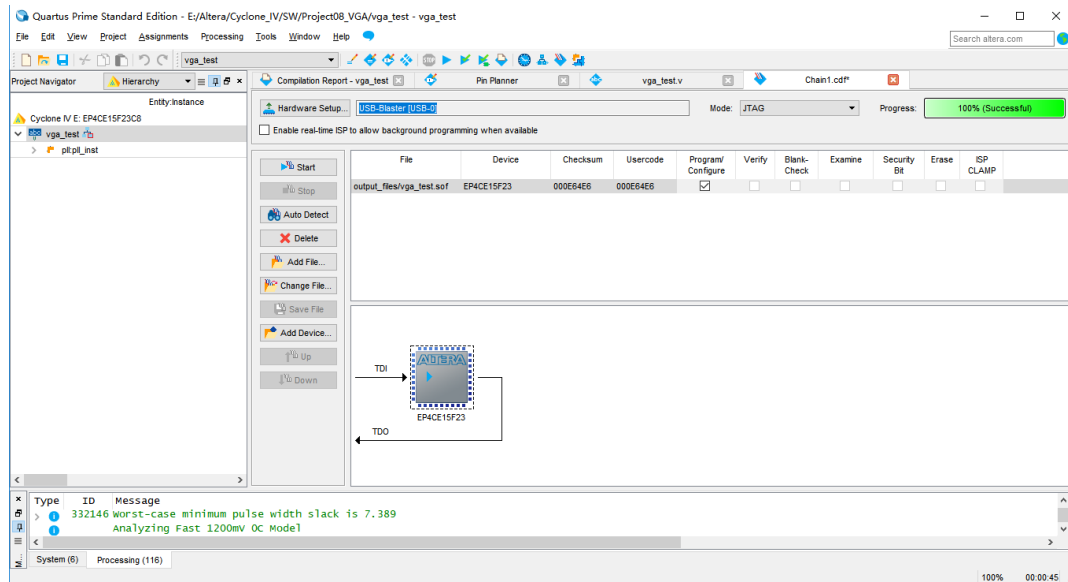 Quartus Prime Standard Edition - E:/Altera/Cyclone_IV/SW/Project08_VGA/vga_test - vga_test
File Edit View Project Assignments Processing Tools Window Help
Search altera.com
vga_test
Project Navigator Hierarchy
Compilation Report - vga_test Pin Planner vga_test.v Chain1.cdf*
Entity:Instance
Cyclone IV E: EP4CE15F23C8
vga_test
pll:pll_inst
Hardware Setup... USB-Blaster [USB-0] Mode: JTAG Progress: 100% (Successful)
Enable real-time ISP to allow background programming when available
Start
Stop
Auto Detect
Delete
Add File...
Change File...
Save File
Add Device...
Up
Down
File Device Checksum Usercode Program/ Configure Verify Blank- Check Examine Security Bit Erase ISP CLAMP
output_files/vga_test.sof EP4CE15F23 000E64E6 000E64E6
TDI
ALTERA
EP4CE15F23
TDO
Type ID Message
332146 Worst-case minimum pulse width slack is 7.389
Analyzing Fast 1200mV 0C Model
System (6) Processing (116)
100% 00:00:45